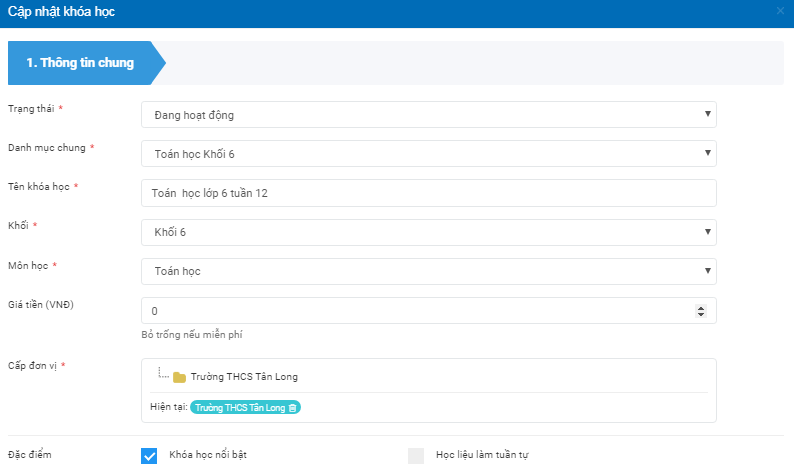 Cập nhật khóa học
1. Thông tin chung
Trạng thái *
Đang hoạt động
Danh mục chung *
Toán học Khối 6
Tên khóa học *
Toán  học lớp 6 tuần 12
Khối *
Khối 6
Môn học *
Toán học
Giá tiền (VNĐ)
0
Bỏ trống nếu miễn phí
Cấp đơn vị *
Trường THCS Tân Long
Hiện tại: Trường THCS Tân Long
Đặc điểm Khóa học nổi bật Học liệu làm tuần tự